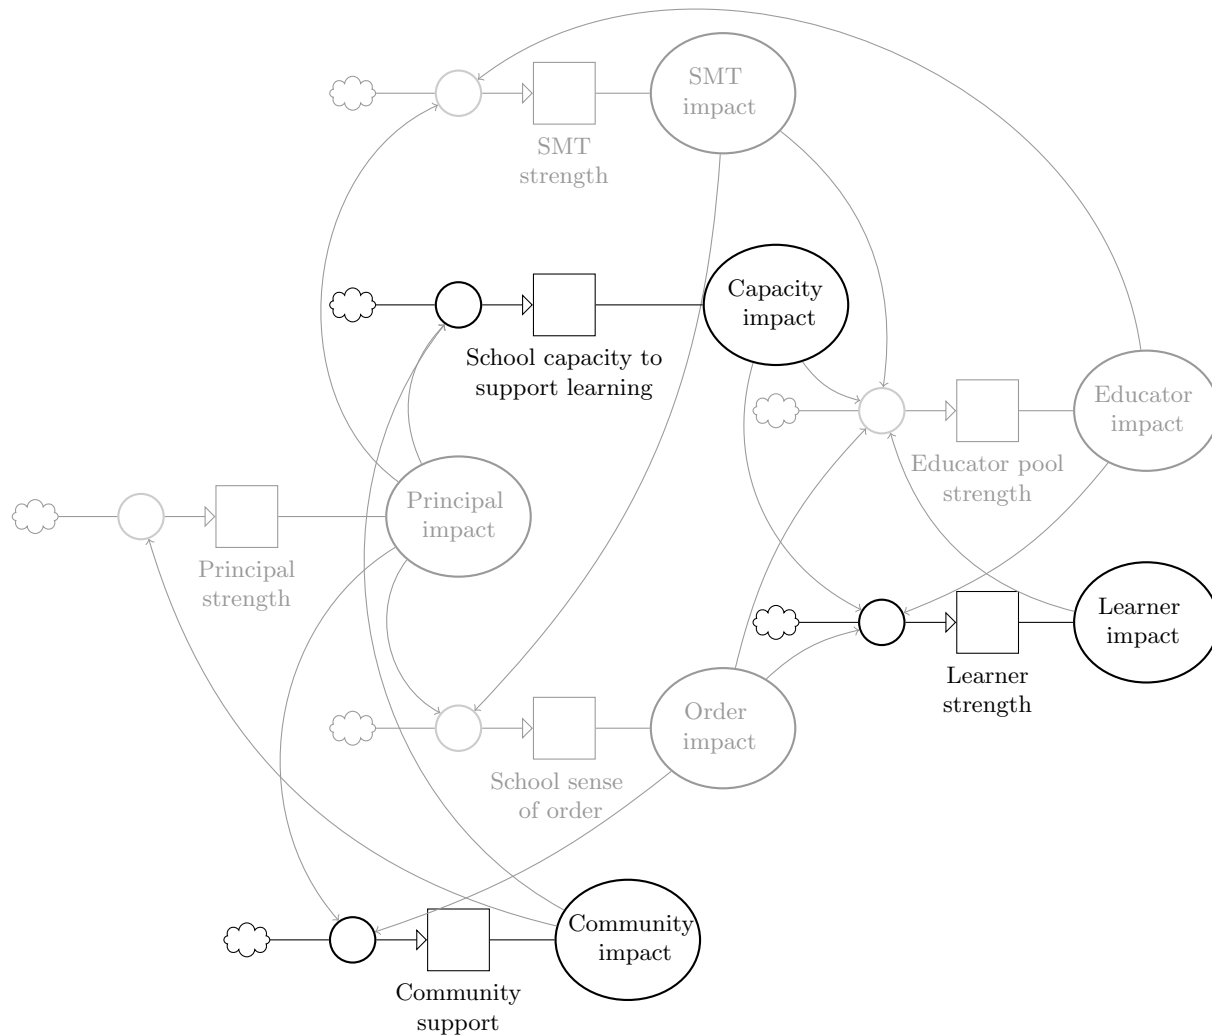 SMT
impact
SMT
strength
Capacity
impact
School capacity to
support learning
Educator
impact
Educator pool
strength
Principal
impact
Principal
strength
Learner
impact
Learner
strength
Order
impact
School sense
of order
Community
impact
Community
support